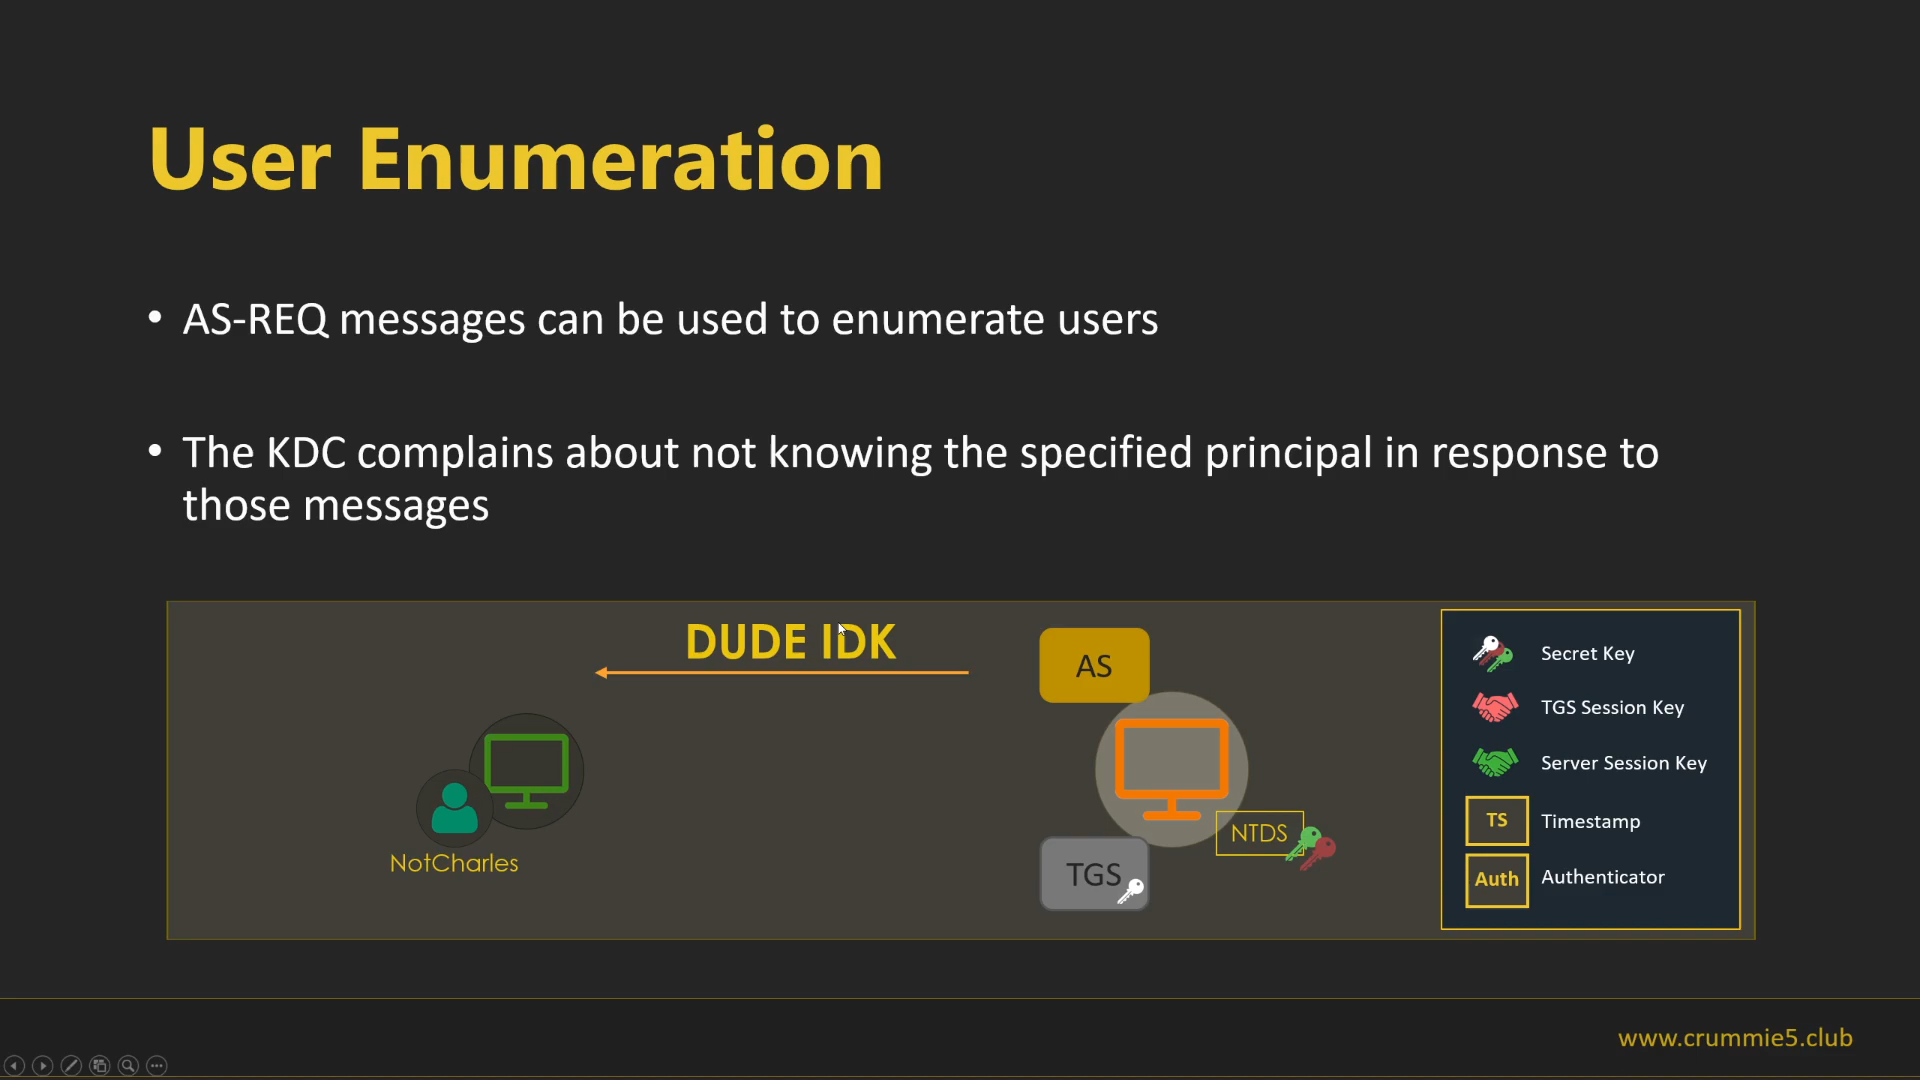 User Enumeration
• AS-REQ messages can be used to enumerate users
• The KDC complains about not knowing the specified principal in response to
those messages
DUDE IDK
AS
NTDS
TGS
NotCharles
Secret Key
TGS Session Key
Server Session Key
TS Timestamp
Auth Authenticator
www.crummie5.club